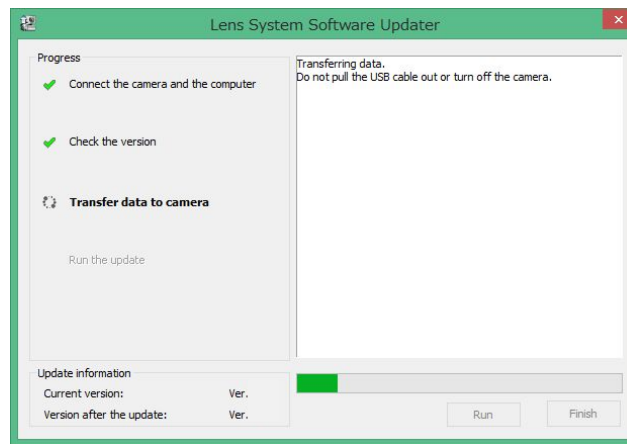 Lens System Software Updater
Progress
Connect the camera and the computer
Check the version
Transfer data to camera
Run the update
Transferring data.
Do not pull the USB cable out or turn off the camera.
Update information
Current version: Ver.
Version after the update: Ver.
Run
Finish